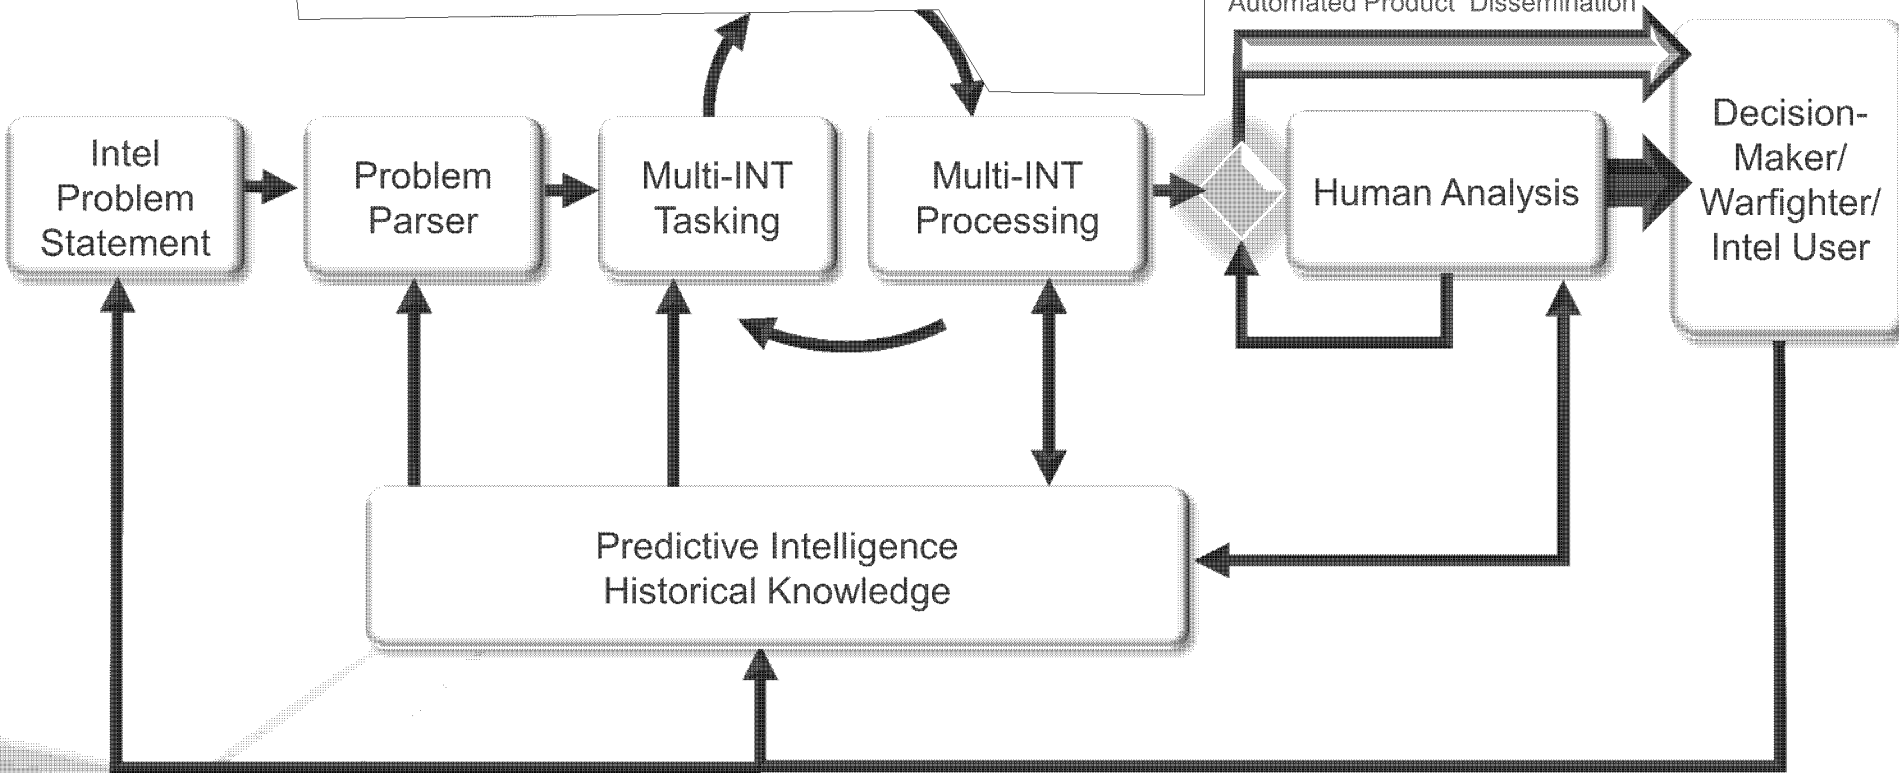 Automated Product Dissemination
Intel
Problem
Statement
Problem
Parser
Multi-INT
Tasking
Multi-INT
Processing
Human Analysis
Decision-
Maker/
Warfighter/
Intel User
Predictive Intelligence
Historical Knowledge